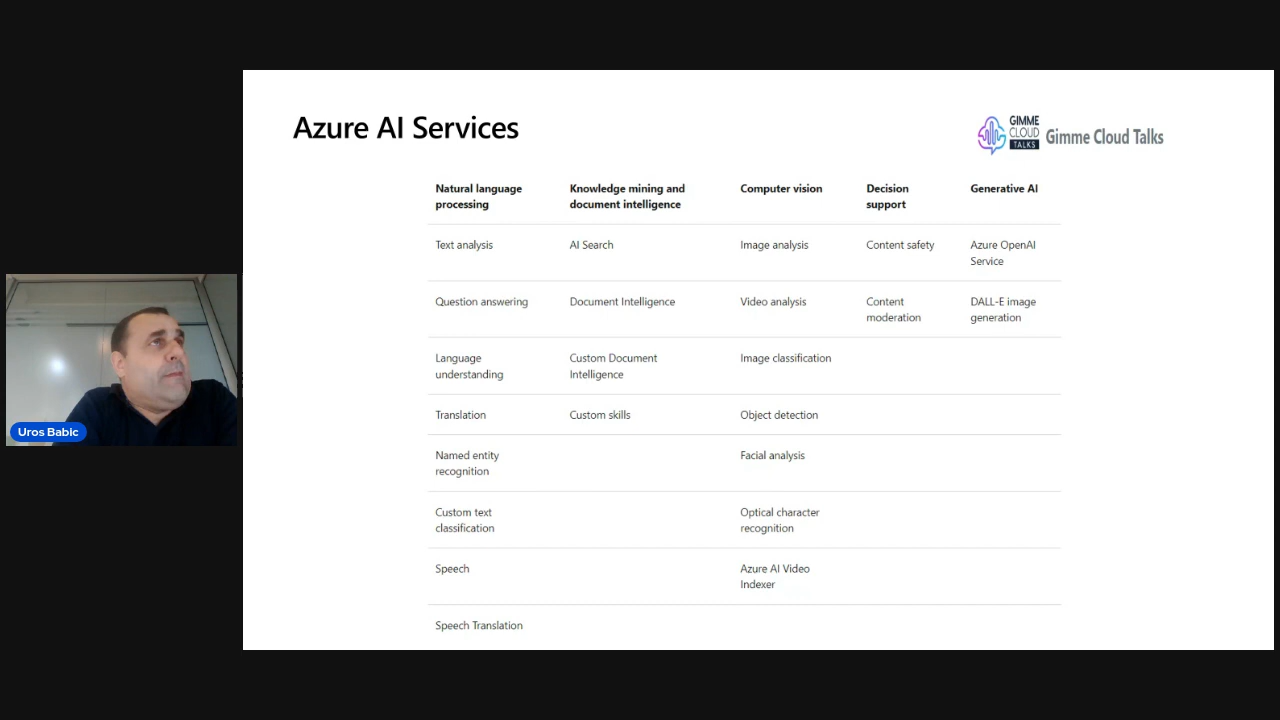 Azure AI Services
GIMME
CLOUD
TALKS
Gimme Cloud Talks
Natural language
processing
Knowledge mining and
document intelligence
Computer vision
Decision
support
Generative AI
Text analysis
AI Search
Image analysis
Content safety
Azure OpenAI
Service
Question answering
Document Intelligence
Video analysis
Content
moderation
DALL-E image
generation
Language
understanding
Custom Document
Intelligence
Image classification
Translation
Custom skills
Object detection
Named entity
recognition
Facial analysis
Custom text
classification
Optical character
recognition
Speech
Azure AI Video
Indexer
Speech Translation
Uros Babic